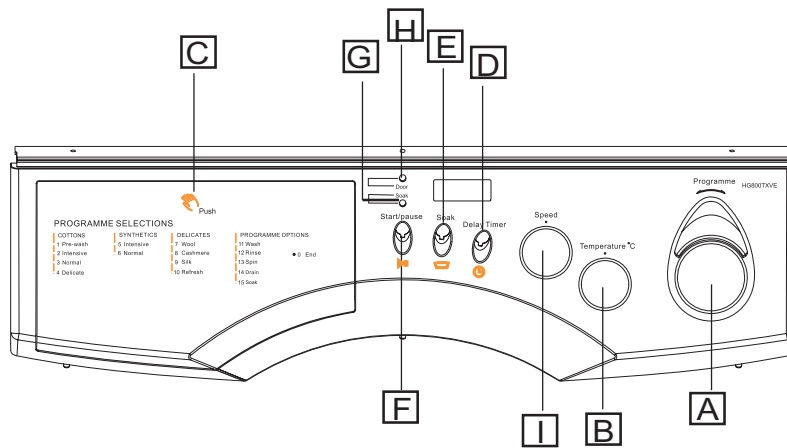 H
E
D
C
G
Door
Soak
Programme
HG800TXVE
Push
PROGRAMME SELECTIONS
Start/pause
Soak
Delay Timer
Speed
Temperature °C
COTTONS
1 Pre-wash
2 Intensive
3 Normal
4 Delicate
SYNTHETICS
5 Intensive
6 Normal
DELICATES
7 Wool
8 Cashmere
9 Silk
10 Refresh
PROGRAMME OPTIONS
11 Wash
12 Rinse
13 Spin
14 Drain
15 Soak
0 End
F
I
B
A